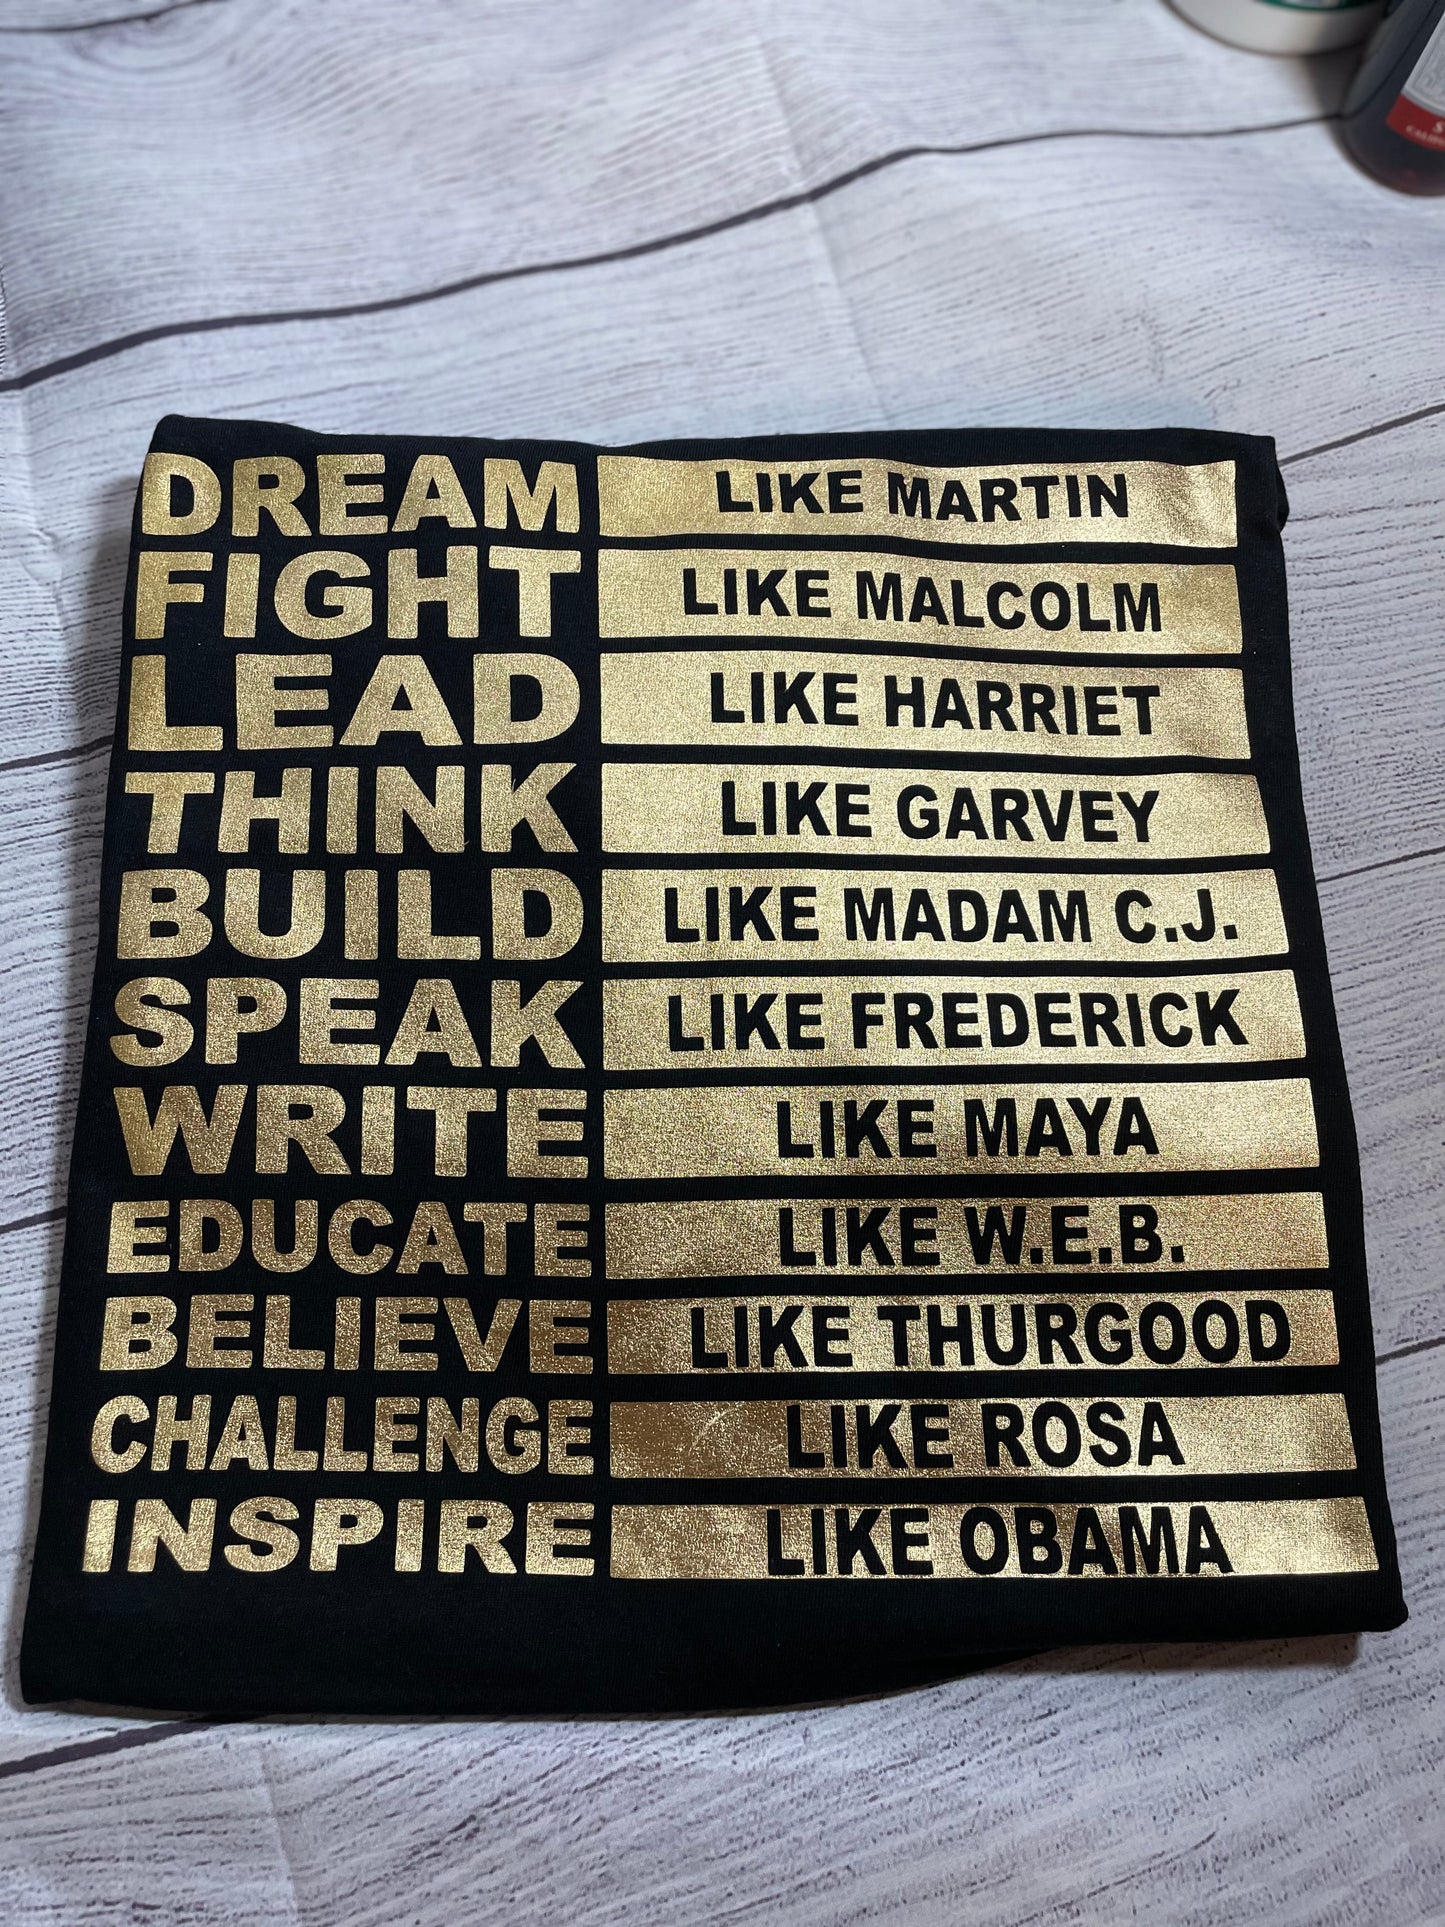 DREAM LIKE MARTIN
FIGHT LIKE MALCOLM
LEAD LIKE HARRIET
THINK LIKE GARVEY
BUILD LIKE MADAM C.J.
SPEAK LIKE FREDERICK
WRITE LIKE MAYA
EDUCATE LIKE W.E.B.
BELIEVE LIKE THURGOOD
CHALLENGE LIKE ROSA
INSPIRE LIKE OBAMA